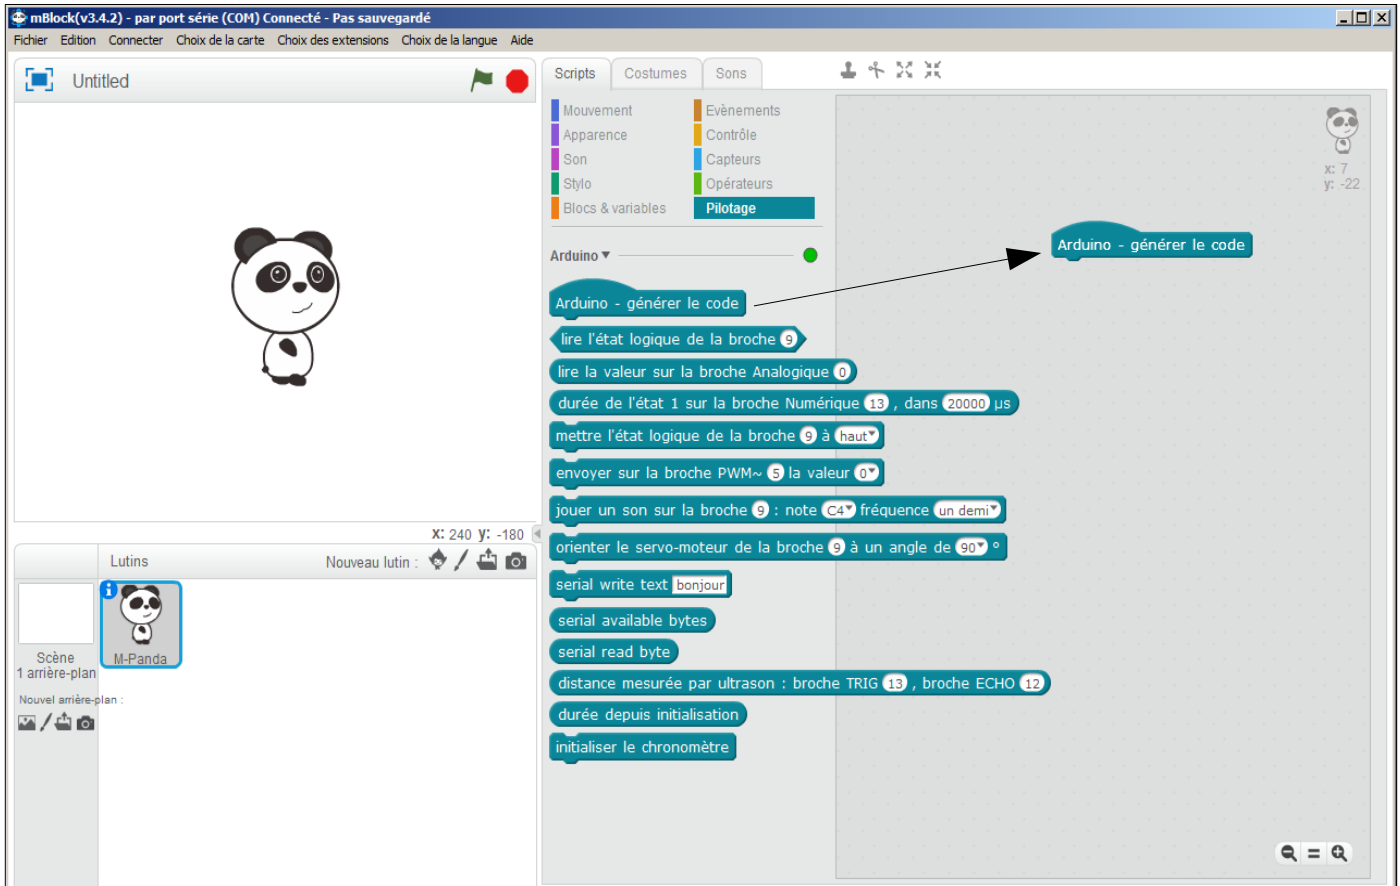 mBlock(v3.4.2) - par port série (COM) Connecté - Pas sauvegardé
Fichier Edition Connecter Choix de la carte Choix des extensions Choix de la langue Aide
Untitled
x: 240 y: -180
Lutins
Nouveau lutin :
M-Panda
Scène
1 arrière-plan
Nouvel arrière-plan :
Scripts Costumes Sons
Mouvement
Apparence
Son
Stylo
Blocs & variables
Evènements
Contrôle
Capteurs
Opérateurs
Pilotage
Arduino ▼
Arduino - générer le code
lire l'état logique de la broche 9
lire la valeur sur la broche Analogique 0
durée de l'état 1 sur la broche Numérique 13 , dans 20000 µs
mettre l'état logique de la broche 9 à haut
envoyer sur la broche PWM~ 5 la valeur 0
jouer un son sur la broche 9 : note C4 fréquence un demi
orienter le servo-moteur de la broche 9 à un angle de 90 °
serial write text bonjour
serial available bytes
serial read byte
distance mesurée par ultrason : broche TRIG 13 , broche ECHO 12
durée depuis initialisation
initialiser le chronomètre
x: 7
y: -22
Arduino - générer le code